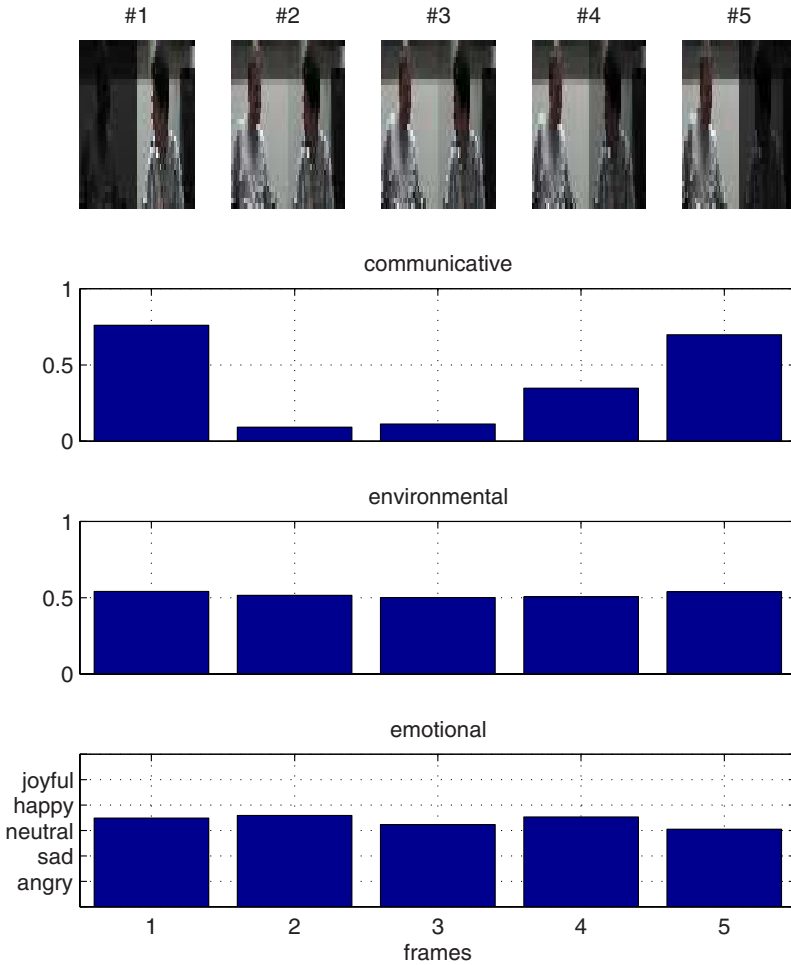 #1 #2 #3 #4 #5
communicative
1
0.5
0
environmental
1
0.5
0
emotional
joyful
happy
neutral
sad
angry
1 2 3 4 5
frames